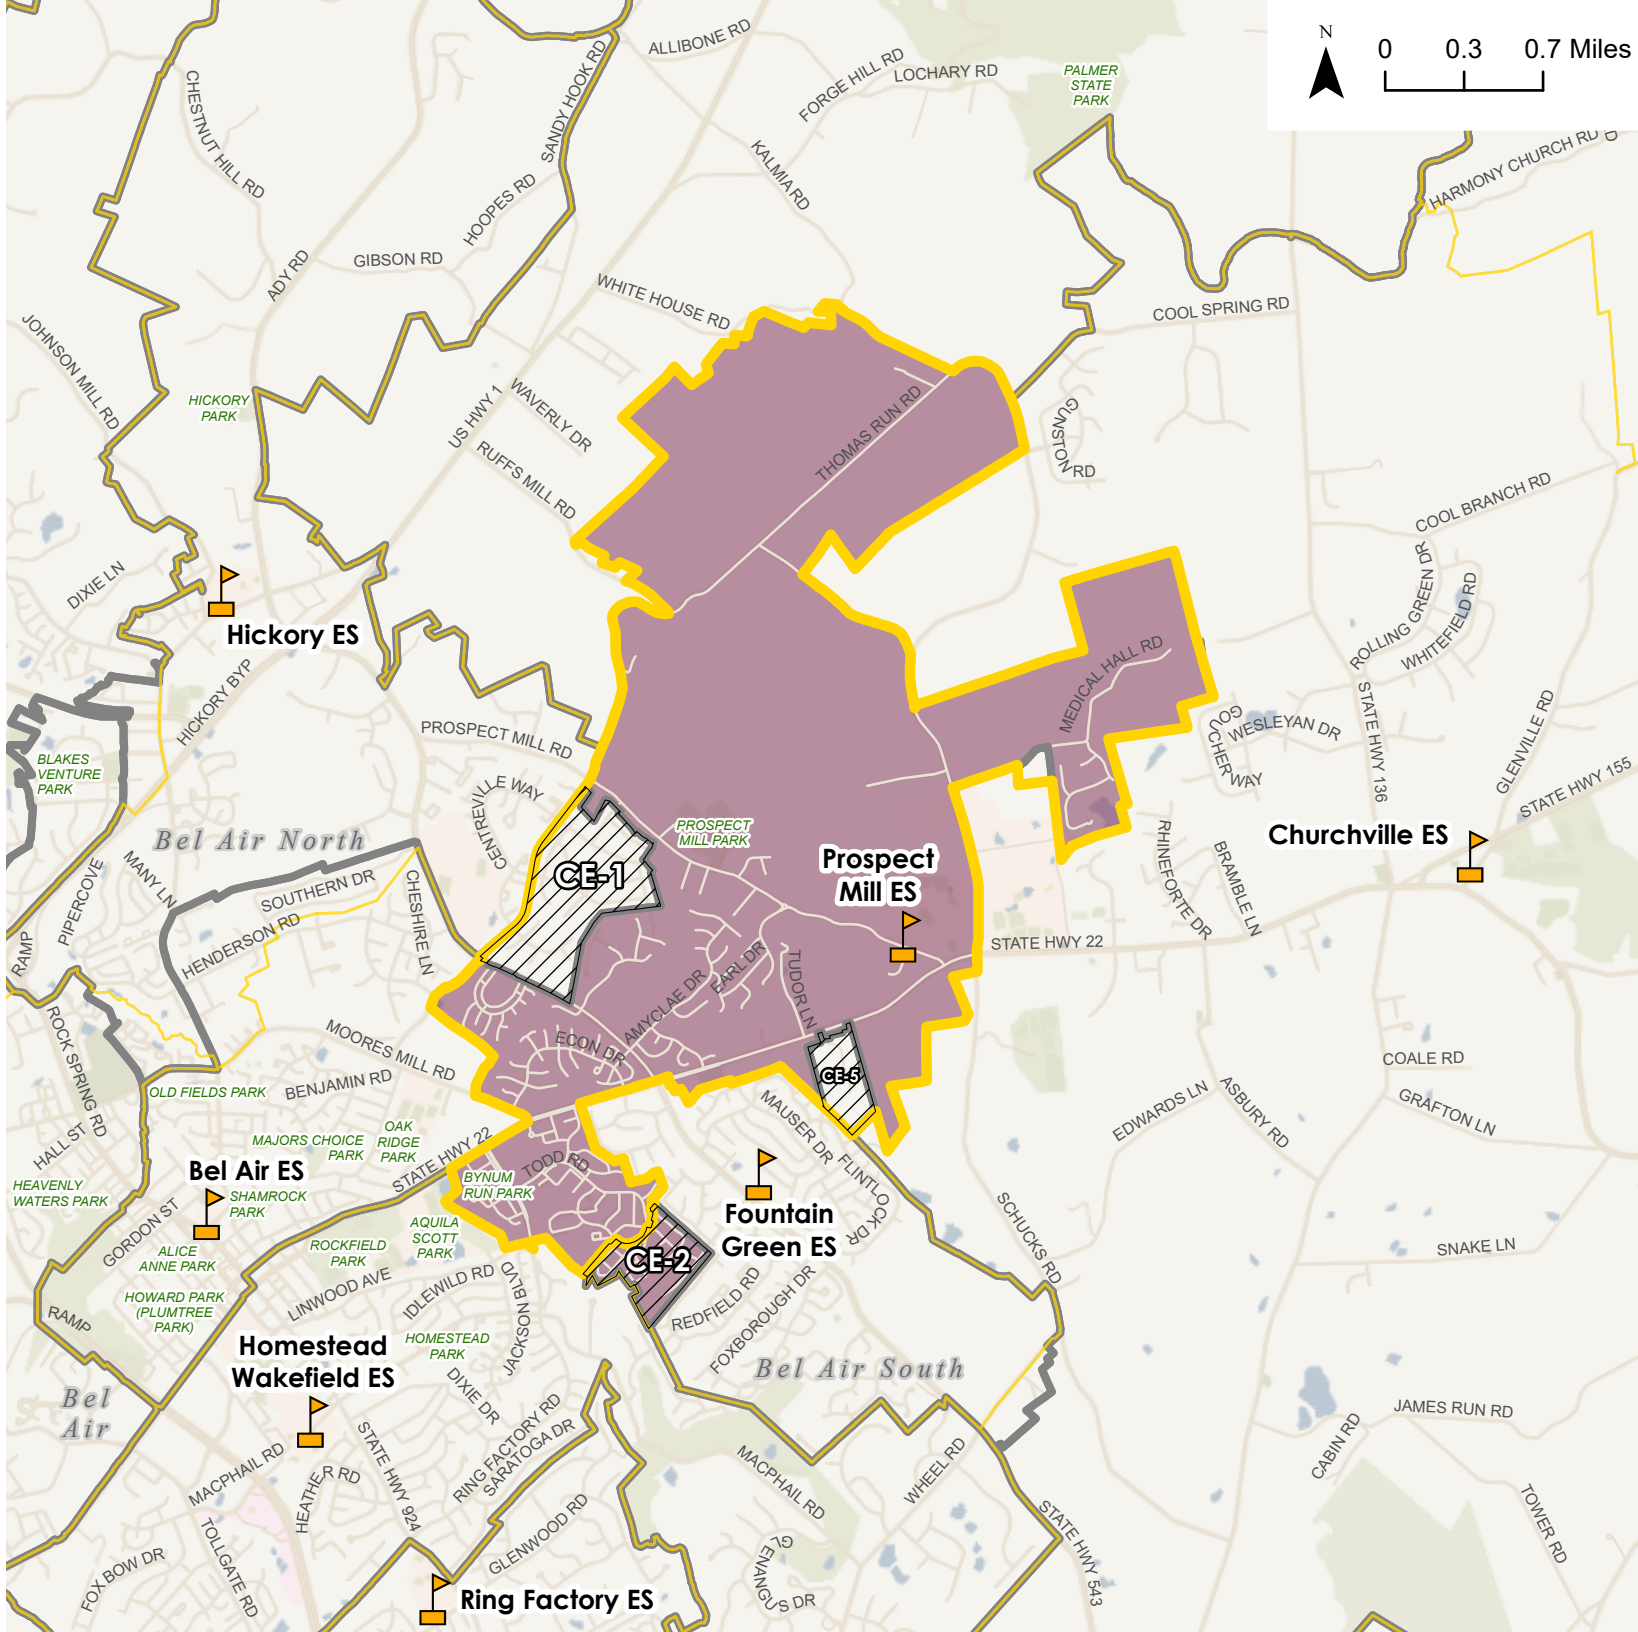 N
0 0.3 0.7 Miles
ALLIBONE RD
FORGE HILL RD
LOCHARY RD
PALMER
STATE
PARK
CHESTNUT HILL RD
SANDY HOOK RD
KALMIA RD
HARMONY CHURCH RD
HOOPES RD
GIBSON RD
ADY RD
WHITE HOUSE RD
COOL SPRING RD
JOHNSON MILL RD
HICKORY
PARK
US HWY 1
WAVERLY DR
RUFFS MILL RD
THOMAS RUN RD
GUNSTON RD
COOL BRANCH RD
DIXIE LN
Hickory ES
ROLLING GREEN DR
WHITEFIELD RD
HICKORY BYP
MEDICAL HALL RD
STATE HWY 136
PROSPECT MILL RD
GOUCHER WAY
WESLEYAN DR
GLENVILLE RD
STATE HWY 155
BLAKES
VENTURE
PARK
CENTREVILLE WAY
Bel Air North
PROSPECT
MILL PARK
Prospect
Mill ES
Churchville ES
RHINEFORTE DR
BRAMBLE LN
CE-1
MANY LN
PIPERCOVE
SOUTHERN DR
HENDERSON RD
CHESHIRE LN
RAMP
STATE HWY 22
EARL DR
TUDOR LN
AMYCLAE DR
ECON DR
ROCK SPRING RD
MOORES MILL RD
BENJAMIN RD
OLD FIELDS PARK
CE-5
COALE RD
EDWARDS LN
ASBURY RD
GRAFTON LN
HALL ST
MAJORS CHOICE
PARK
OAK
RIDGE
PARK
STATE HWY 22
MAUSER DR
FLINTLOCK DR
HEAVENLY
WATERS PARK
Bel Air ES
SHAMROCK
PARK
BYNUM
RUN PARK
TODD RD
Fountain
Green ES
GORDON ST
ALICE
ANNE PARK
ROCKFIELD
PARK
AQUILA
SCOTT
PARK
CE-2
SCHUCKS RD
SNAKE LN
HOWARD PARK
(PLUMTREE
PARK)
LINWOOD AVE
IDLEWILD RD
JACKSON BLVD
REDFIELD RD
FOXBOROUGH DR
RAMP
Homestead
Wakefield ES
HOMESTEAD
PARK
DIXIE DR
Bel Air South
Bel
Air
RING FACTORY RD
SARATOGA DR
JAMES RUN RD
CABIN RD
MACPHAIL RD
HEATHER RD
STATE HWY 924
MACPHAIL RD
WHEEL RD
TOWER RD
TOLLGATE RD
FOX BOW DR
GLENWOOD RD
GLENANGUS DR
STATE HWY 543
Ring Factory ES